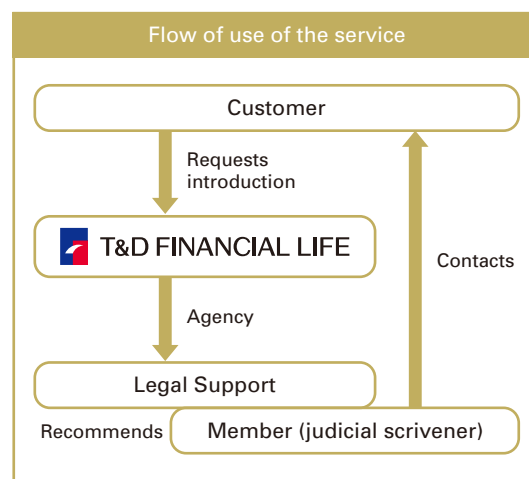 Flow of use of the service
Customer
Requests
introduction
T&D FINANCIAL LIFE
Contacts
Agency
Legal Support
Recommends
Member (judicial scrivener)